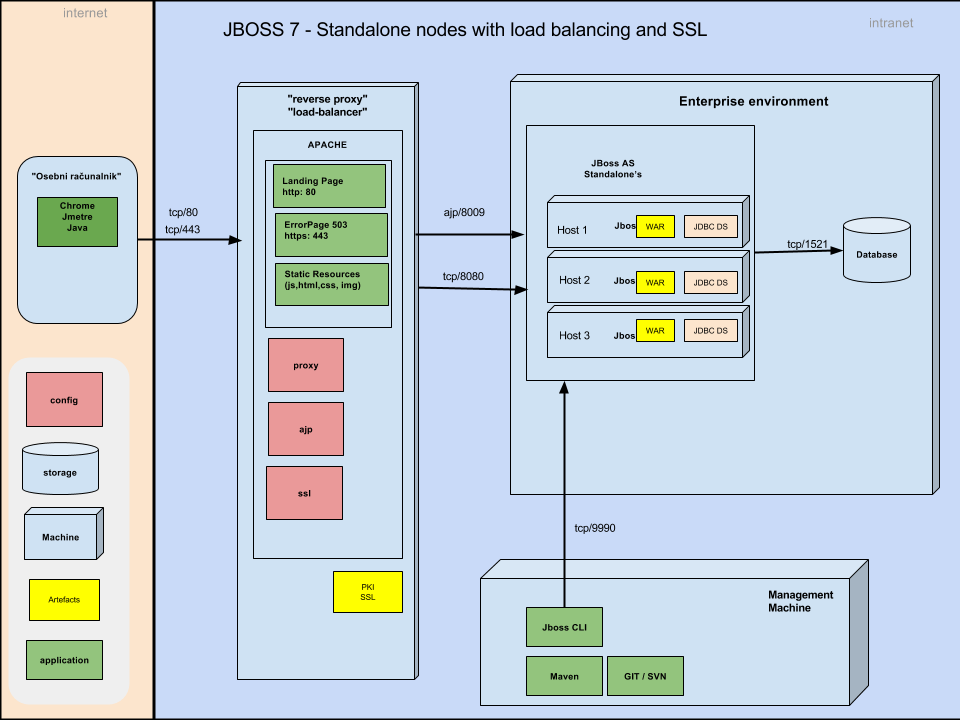 internet
JBOSS 7 - Standalone nodes with load balancing and SSL
intranet
"Osebni računalnik"
Chrome
Jmetre
Java
tcp/80
tcp/443
"reverse proxy"
"load-balancer"
APACHE
Landing Page
http: 80
ErrorPage 503
https: 443
Static Resources
(js,html,css, img)
proxy
ajp
ssl
PKI
SSL
ajp/8009
tcp/8080
Enterprise environment
JBoss AS
Standalone's
Host 1
Jbos
WAR
JDBC DS
Host 2
Jbos
WAR
JDBC DS
Host 3
Jbos
WAR
JDBC DS
tcp/1521
Database
tcp/9990
Management
Machine
Jboss CLI
Maven
GIT / SVN
config
storage
Machine
Artefacts
application